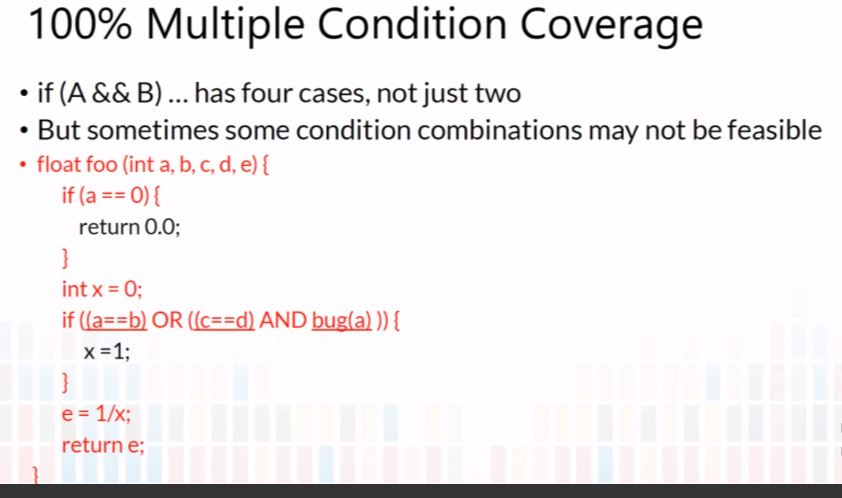 100% Multiple Condition Coverage
• if (A && B) … has four cases, not just two
• But sometimes some condition combinations may not be feasible
• float foo (int a, b, c, d, e) {
if (a == 0) {
return 0.0;
}
int x = 0;
if ((a==b) OR ((c==d) AND bug(a) )) {
x =1;
}
e = 1/x;
return e;
}